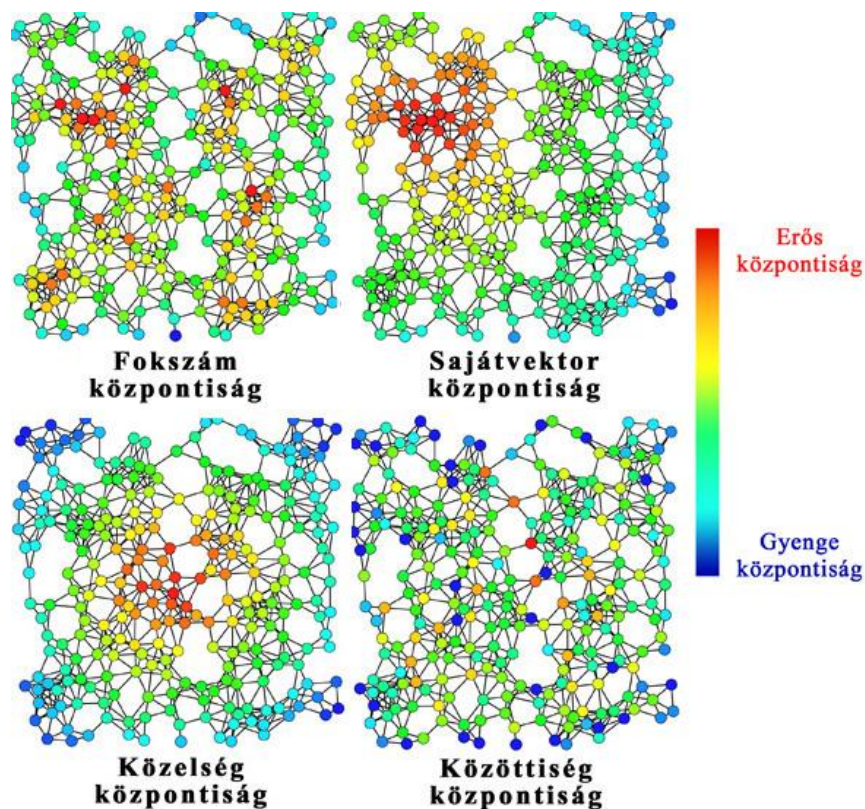 Fokszám
központiság
Sajátvektor
központiság
Erős
központiság
Gyenge
központiság
Közelség
központiság
Közöttiség
központiság